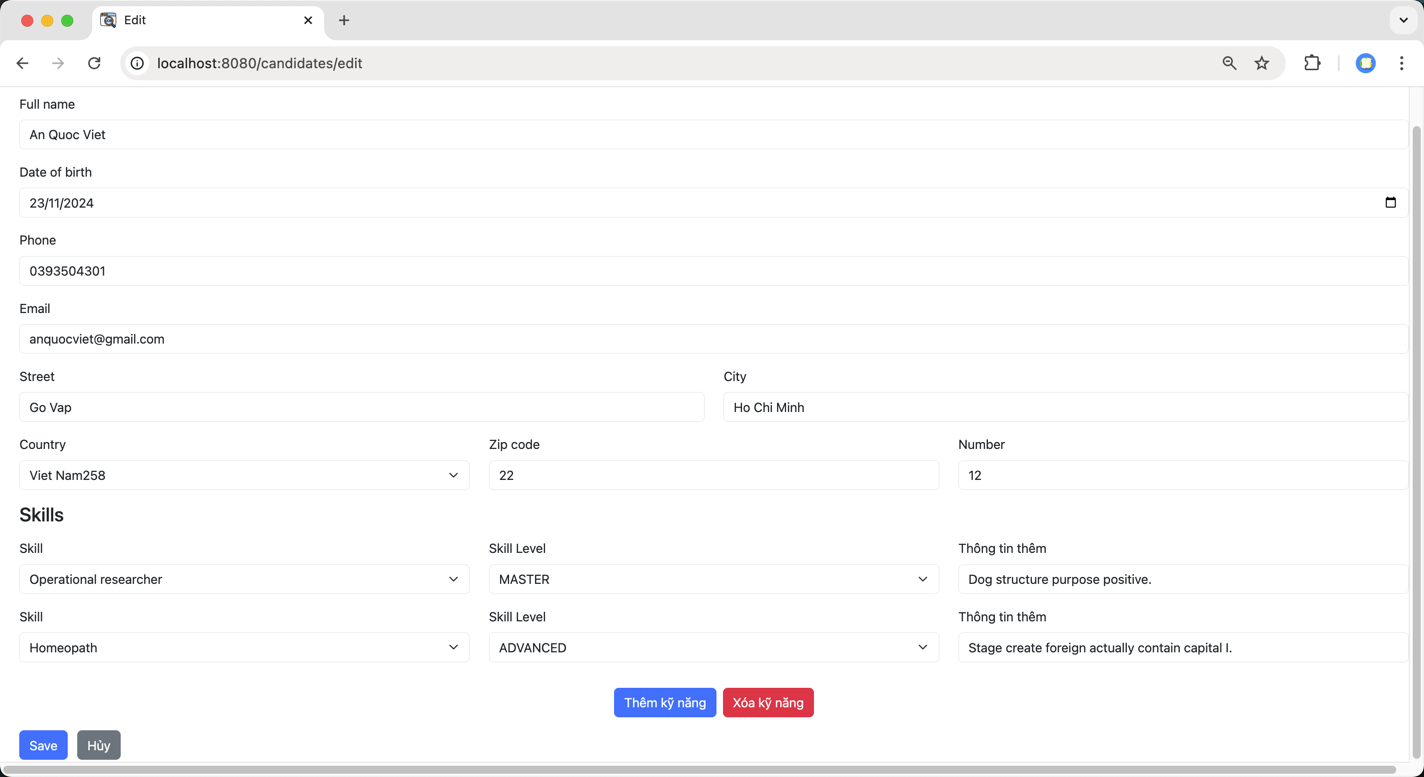 Edit
localhost:8080/candidates/edit
Full name
An Quoc Viet
Date of birth
23/11/2024
Phone
0393504301
Email
anquocviet@gmail.com
Street City
Go Vap Ho Chi Minh
Country Zip code Number
Viet Nam258 22 12
Skills
Skill Skill Level Thông tin thêm
Operational researcher MASTER Dog structure purpose positive.
Skill Skill Level Thông tin thêm
Homeopath ADVANCED Stage create foreign actually contain capital I.
Thêm kỹ năng Xóa kỹ năng
Save Hủy